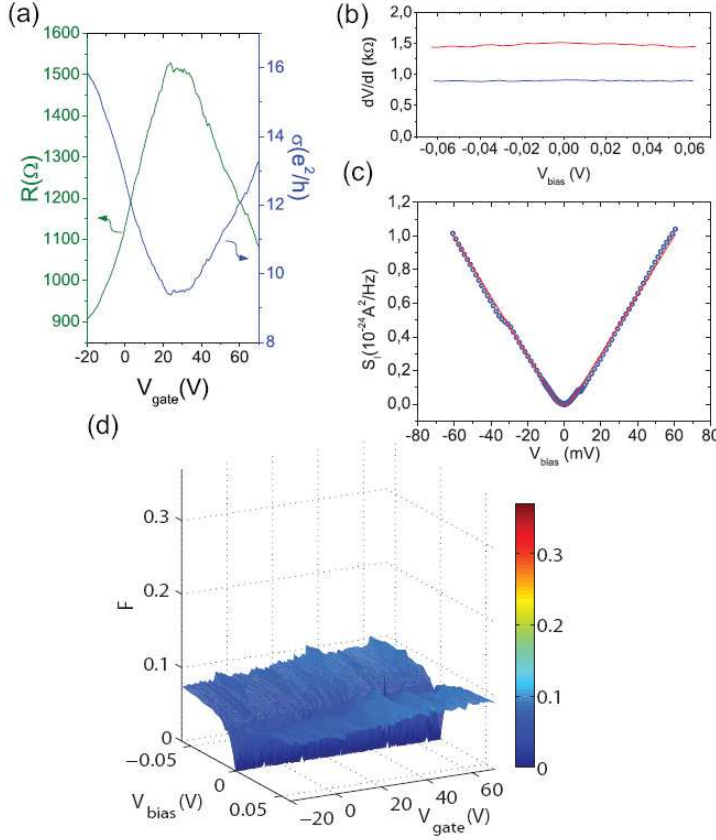 (a)
1600
1500
1400
1300
1200
1100
1000
900
R(Ω)
16
14
12
10
8
σ(e²/h)
-20 0 20 40 60
V_gate(V)
(b)
2,0
1,5
1,0
0,5
0,0
dV/dI (kΩ)
-0,06 -0,04 -0,02 0,00 0,02 0,04 0,06
V_bias (V)
(c)
1,2
1,0
0,8
0,6
0,4
0,2
0,0
S_I(10⁻²⁴A²/Hz)
-80 -60 -40 -20 0 20 40 60 80
V_bias (mV)
(d)
0.3
0.2
0.1
0
F
−0.05
0
0.05
V_bias(V)
−20 0 20 40 60
V_gate(V)
0.3
0.2
0.1
0